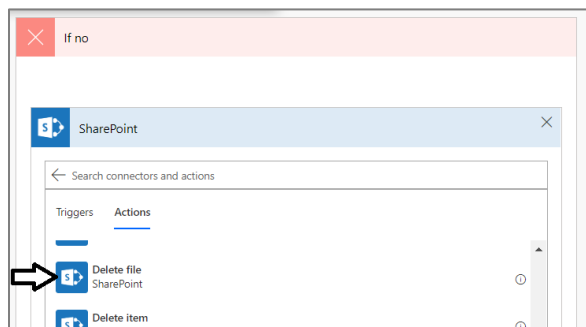 If no
SharePoint
Search connectors and actions
Triggers Actions
Delete file
SharePoint
Delete item